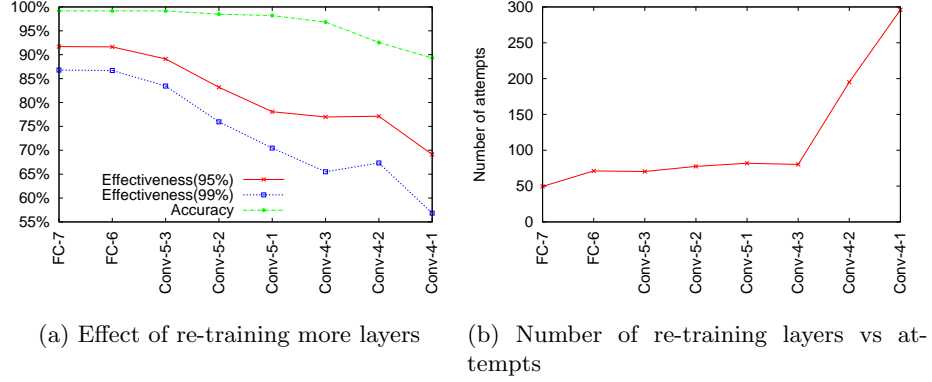 100%
95%
90%
85%
80%
75%
70%
65%
60%
55%
Effectiveness(95%)
Effectiveness(99%)
Accuracy
FC-7
FC-6
Conv-5-3
Conv-5-2
Conv-5-1
Conv-4-3
Conv-4-2
Conv-4-1
(a) Effect of re-training more layers
Number of attempts
300
250
200
150
100
50
0
FC-7
FC-6
Conv-5-3
Conv-5-2
Conv-5-1
Conv-4-3
Conv-4-2
Conv-4-1
(b) Number of re-training layers vs at-
tempts